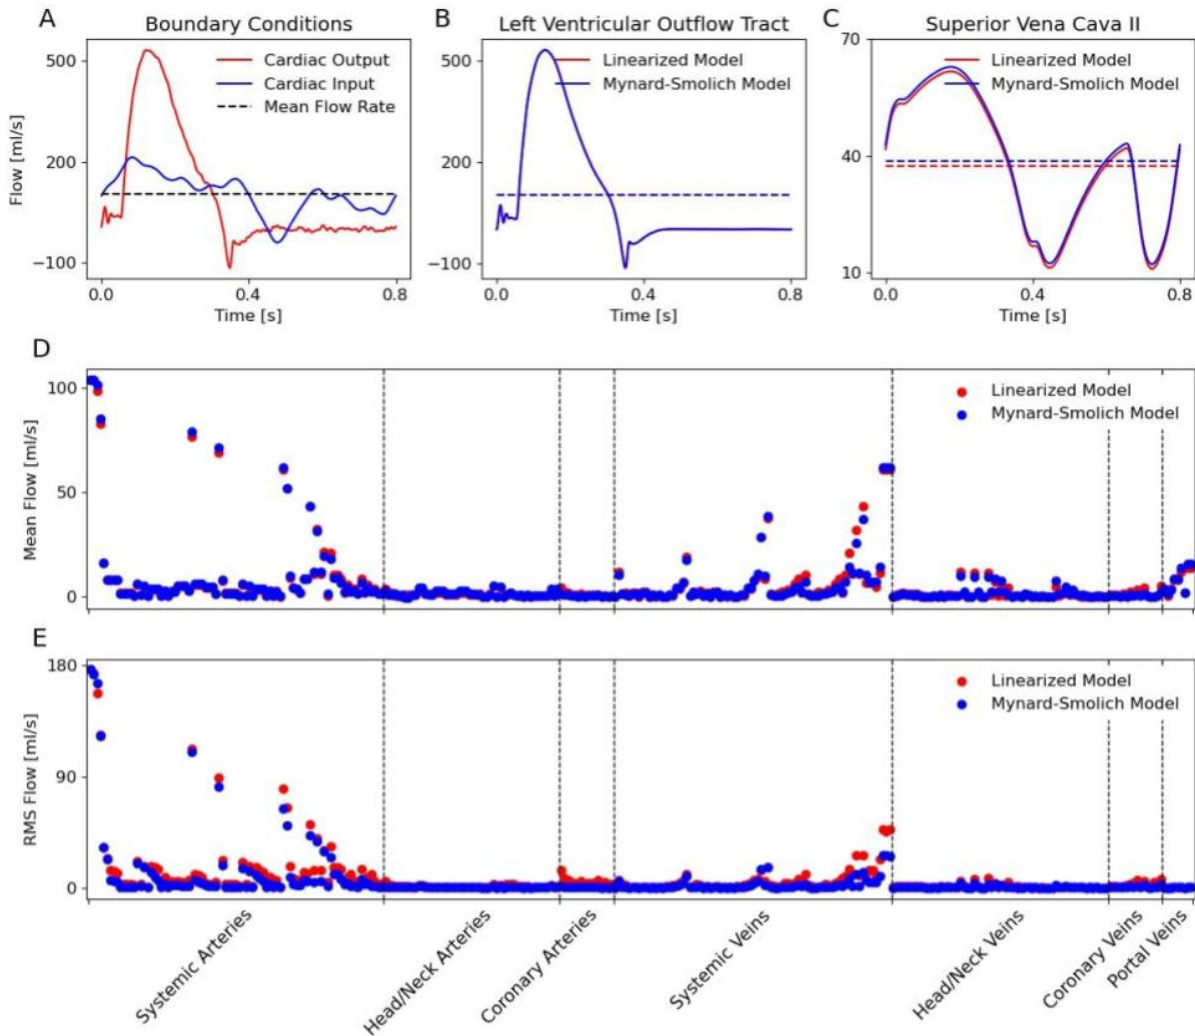 A
Boundary Conditions
Cardiac Output
Cardiac Input
Mean Flow Rate
Flow [ml/s]
500
200
−100
0.0
0.4
0.8
Time [s]
B
Left Ventricular Outflow Tract
Linearized Model
Mynard-Smolich Model
500
200
−100
0.0
0.4
0.8
Time [s]
C
Superior Vena Cava II
Linearized Model
Mynard-Smolich Model
70
40
10
0.0
0.4
0.8
Time [s]
D
Mean Flow [ml/s]
100
50
0
Linearized Model
Mynard-Smolich Model
E
RMS Flow [ml/s]
180
90
0
Linearized Model
Mynard-Smolich Model
Systemic Arteries
Head/Neck Arteries
Coronary Arteries
Systemic Veins
Head/Neck Veins
Coronary Veins
Portal Veins